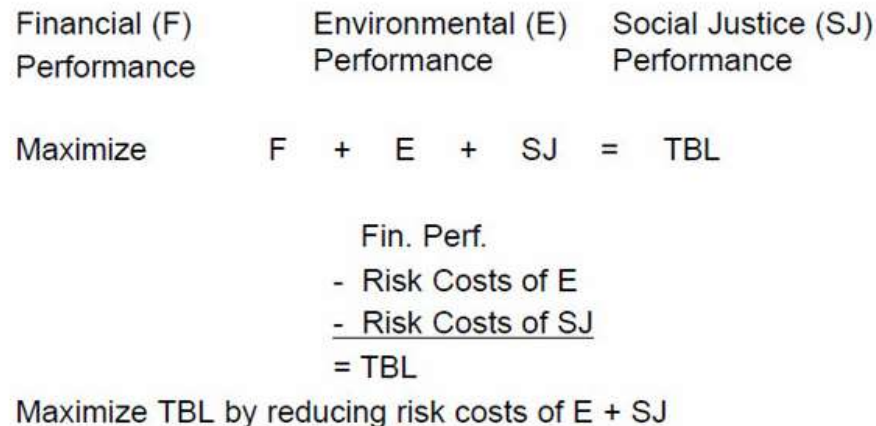 Financial (F) Environmental (E) Social Justice (SJ)
Performance Performance Performance
Maximize F + E + SJ = TBL
Fin. Perf.
- Risk Costs of E
- Risk Costs of SJ
= TBL
Maximize TBL by reducing risk costs of E + SJ